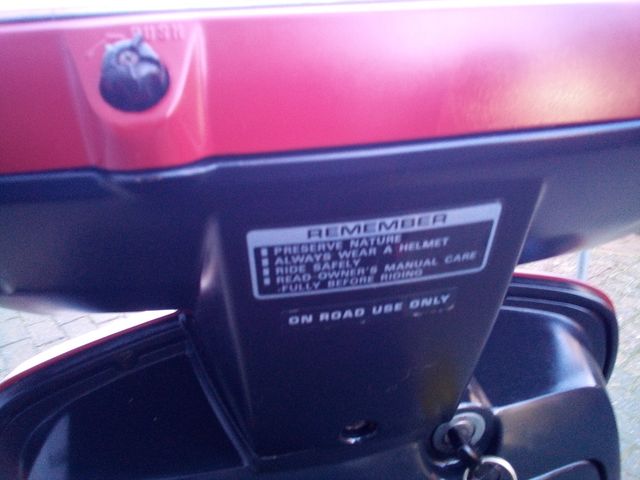 PUSH
REMEMBER
PRESERVE NATURE
ALWAYS WEAR A HELMET
RIDE SAFELY
READ OWNER'S MANUAL CARE
FULLY BEFORE RIDING
ON ROAD USE ONLY